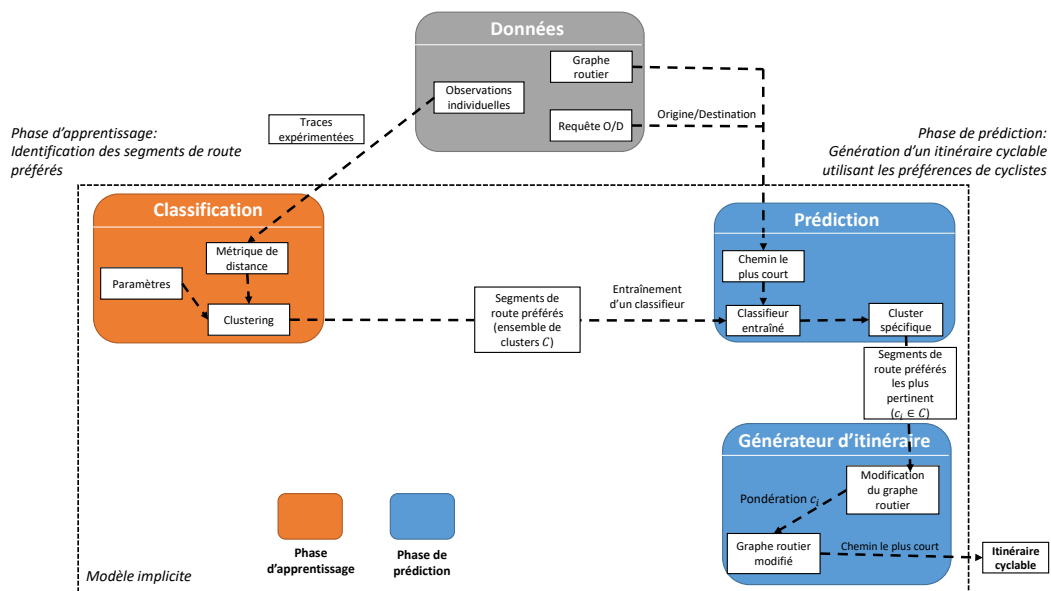 Données
Graphe
routier
Observations
individuelles
Requête O/D
Origine/Destination
Traces
expérimentées
Phase d'apprentissage:
Identification des segments de route
préférés
Phase de prédiction:
Génération d'un itinéraire cyclable
utilisant les préférences de cyclistes
Classification
Métrique de
distance
Paramètres
Clustering
Segments de
route préférés
(ensemble de
clusters C)
Entraînement
d'un classifieur
Prédiction
Chemin le
plus court
Classifieur
entraîné
Cluster
spécifique
Segments de
route préférés
les plus
pertinent
(c_i ∈ C)
Générateur d'itinéraire
Modification
du graphe
routier
Pondération c_i
Graphe routier
modifié
Chemin le plus court
Itinéraire
cyclable
Phase
d'apprentissage
Phase de
prédiction
Modèle implicite